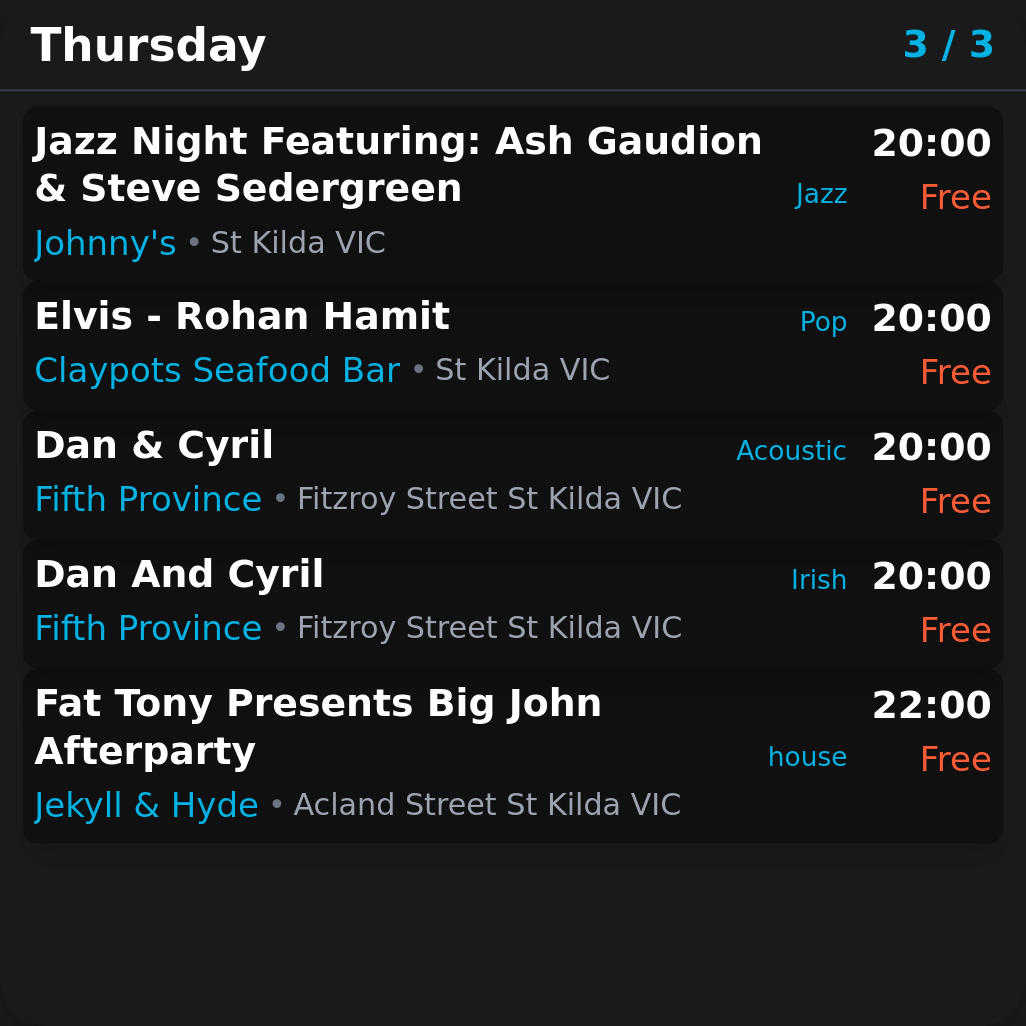 Thursday
3 / 3
Jazz Night Featuring: Ash Gaudion
& Steve Sedergreen
Jazz
20:00
Free
Johnny's • St Kilda VIC
Elvis - Rohan Hamit
Pop
20:00
Claypots Seafood Bar • St Kilda VIC
Free
Dan & Cyril
Acoustic
20:00
Fifth Province • Fitzroy Street St Kilda VIC
Free
Dan And Cyril
Irish
20:00
Fifth Province • Fitzroy Street St Kilda VIC
Free
Fat Tony Presents Big John
Afterparty
house
22:00
Free
Jekyll & Hyde • Acland Street St Kilda VIC